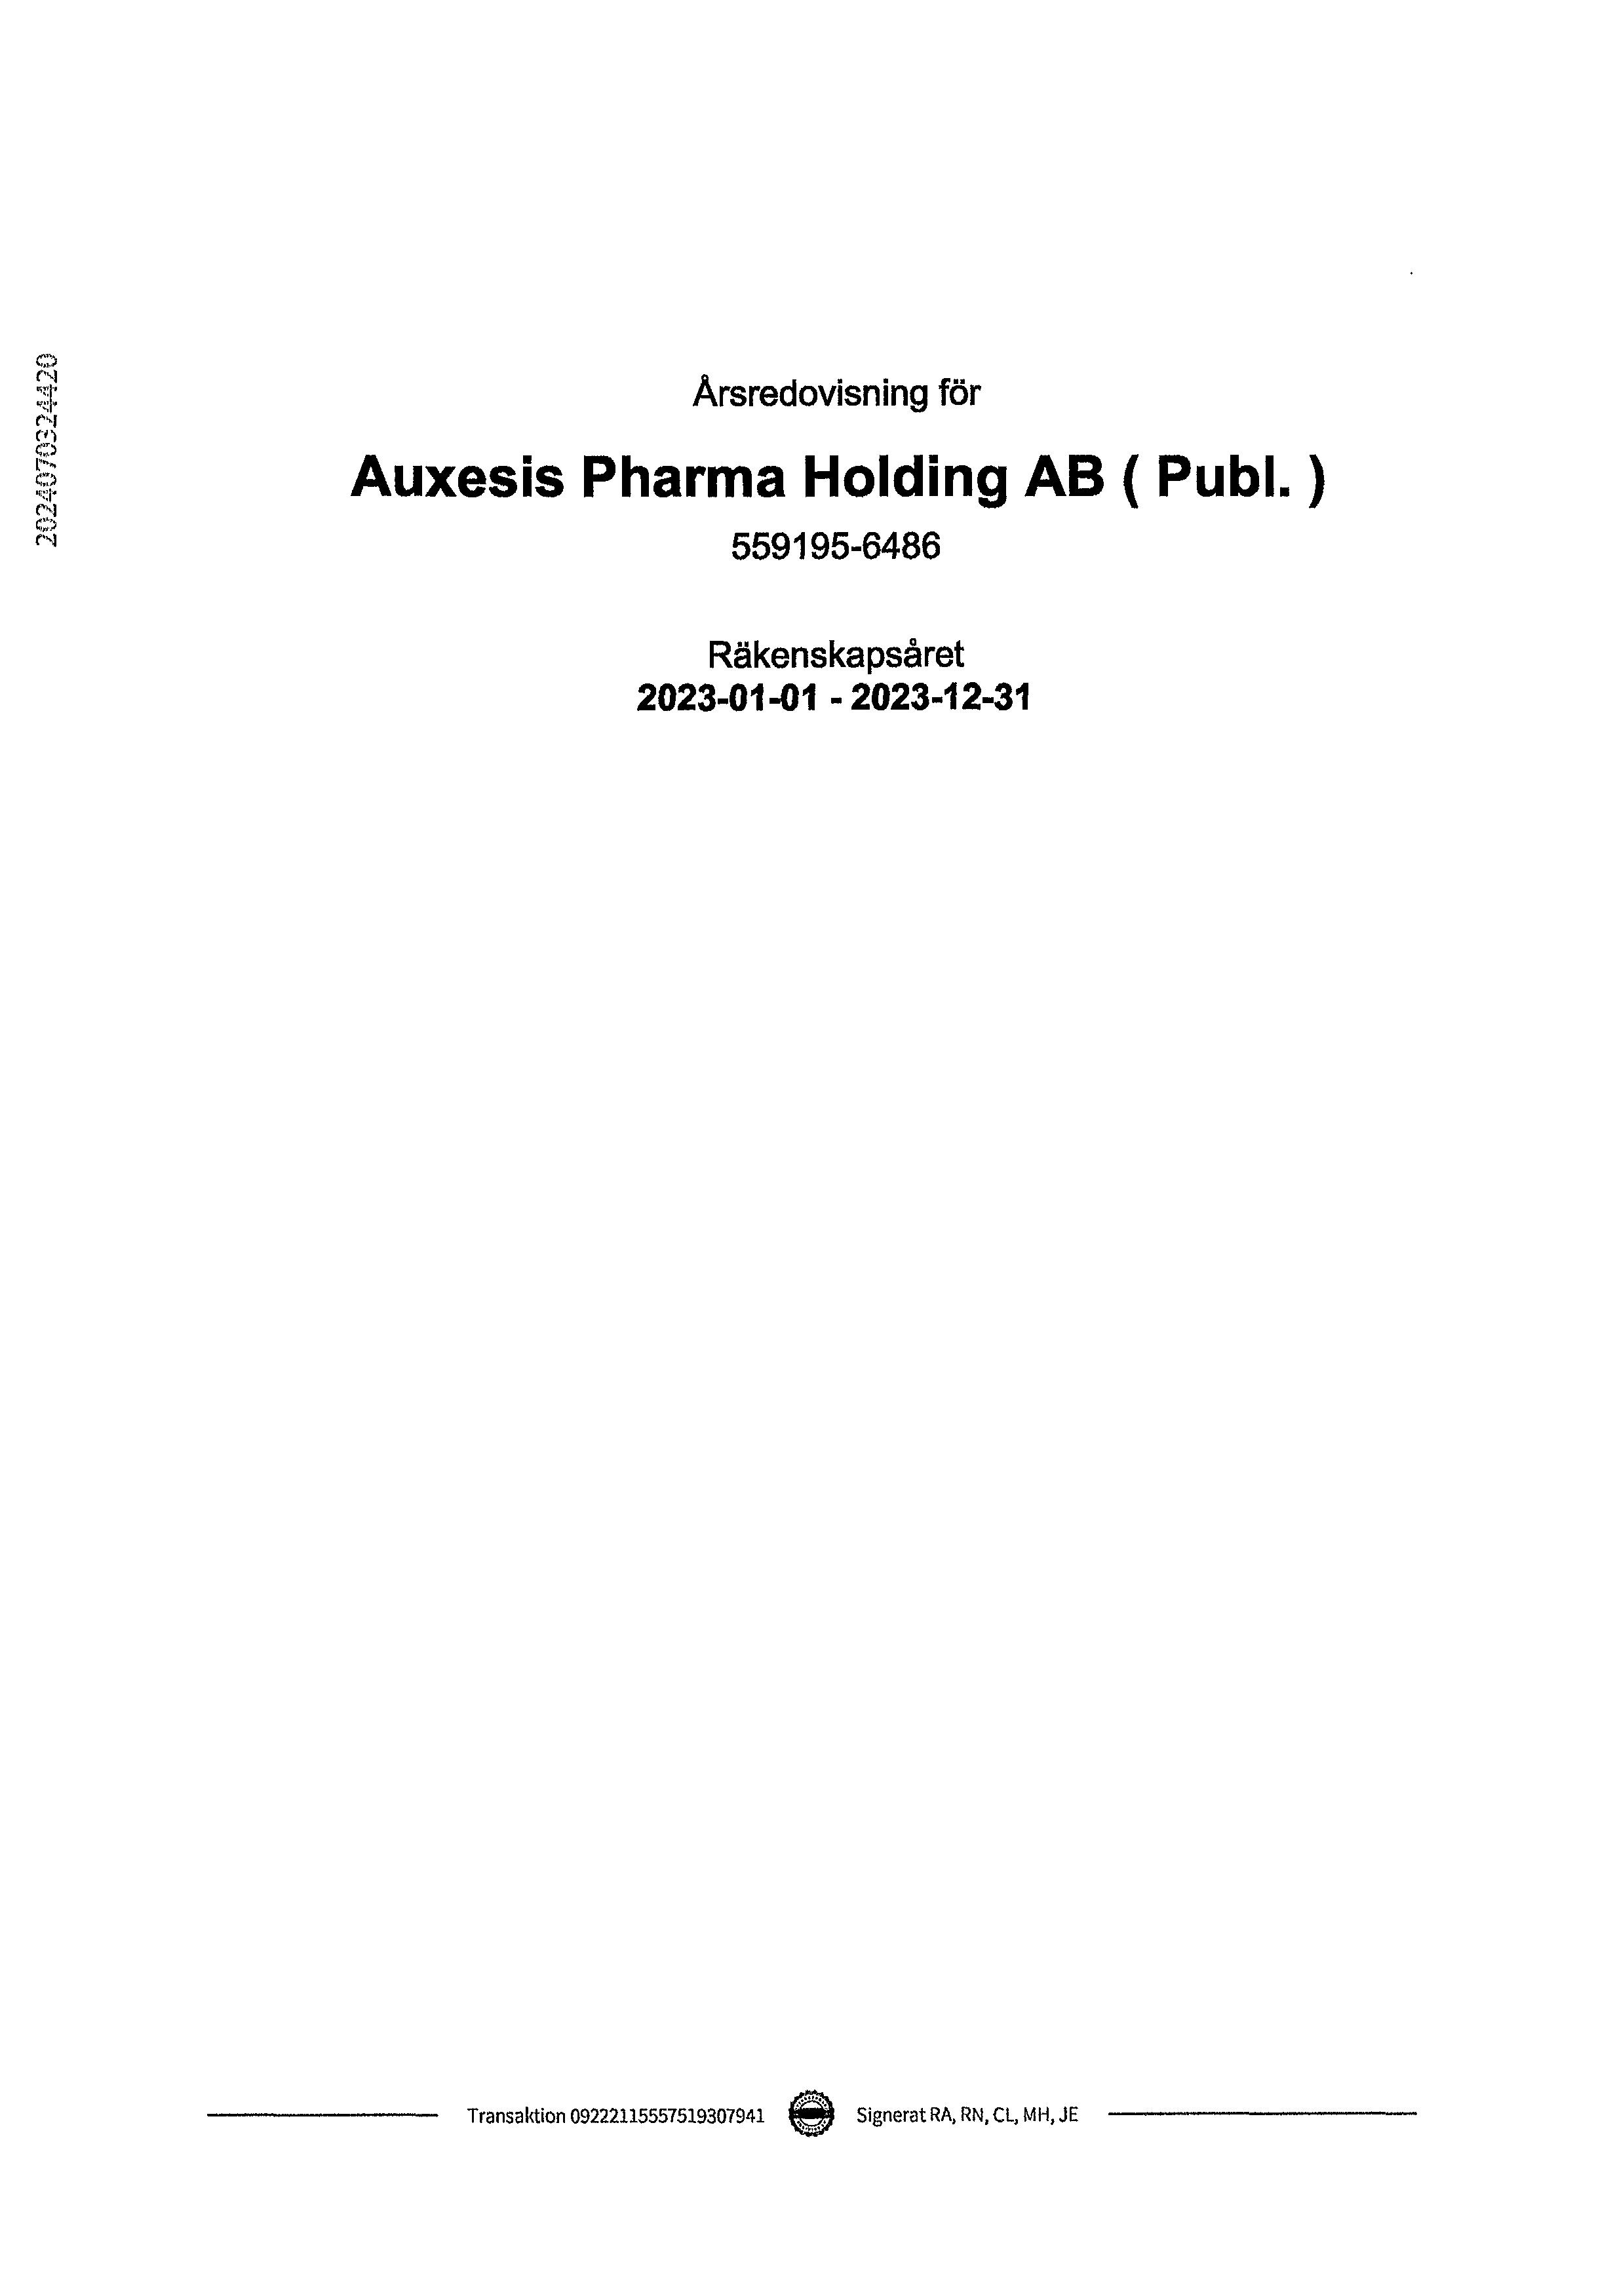 2024070324420
Årsredovisning för
Auxesis Pharma Holding AB ( Publ. )
559195-6486
Räkenskapsåret
2023-01-01 - 2023-12-31
Transaktion 09222115557519307941
Signerat RA, RN, CL, MH, JE